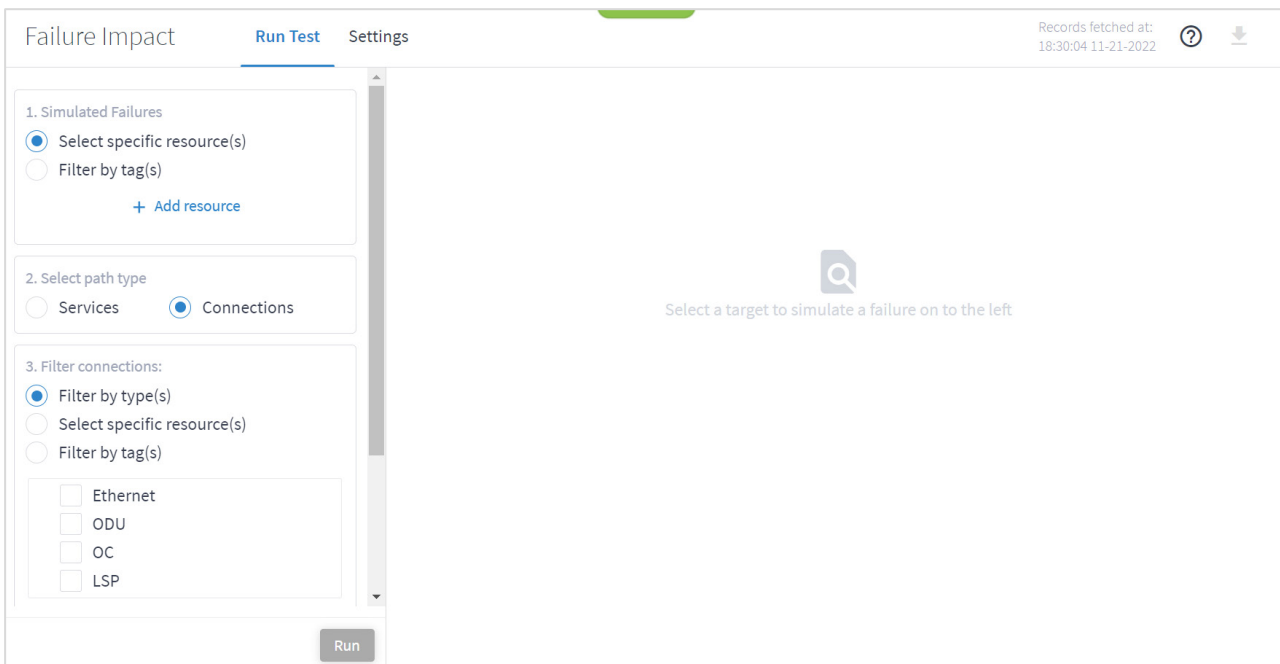 Failure Impact
Run Test
Settings
Records fetched at:
18:30:04 11-21-2022
1. Simulated Failures
Select specific resource(s)
Filter by tag(s)
+ Add resource
2. Select path type
Services
Connections
3. Filter connections:
Filter by type(s)
Select specific resource(s)
Filter by tag(s)
Ethernet
ODU
OC
LSP
Run
Select a target to simulate a failure on to the left